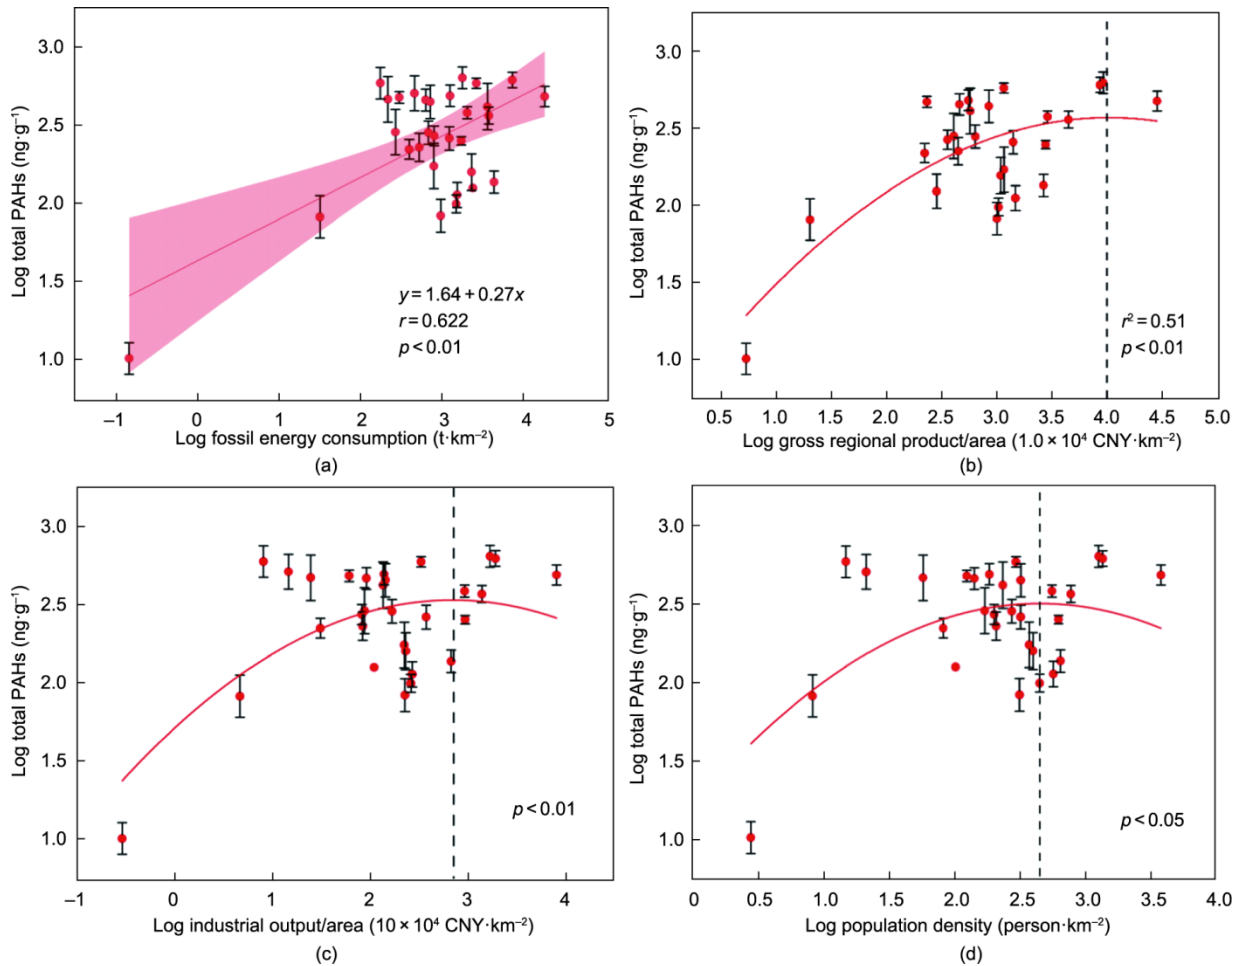 Log total PAHs (ng·g⁻¹)
3.0
2.5
2.0
1.5
1.0
y = 1.64 + 0.27x
r = 0.622
p < 0.01
–1 0 1 2 3 4 5
Log fossil energy consumption (t·km⁻²)
(a)
Log total PAHs (ng·g⁻¹)
3.0
2.5
2.0
1.5
1.0
r² = 0.51
p < 0.01
0.5 1.0 1.5 2.0 2.5 3.0 3.5 4.0 4.5 5.0
Log gross regional product/area (1.0 × 10⁴ CNY·km⁻²)
(b)
Log total PAHs (ng·g⁻¹)
3.0
2.5
2.0
1.5
1.0
p < 0.01
–1 0 1 2 3 4
Log industrial output/area (10 × 10⁴ CNY·km⁻²)
(c)
Log total PAHs (ng·g⁻¹)
3.0
2.5
2.0
1.5
1.0
p < 0.05
0 0.5 1.0 1.5 2.0 2.5 3.0 3.5 4.0
Log population density (person·km⁻²)
(d)